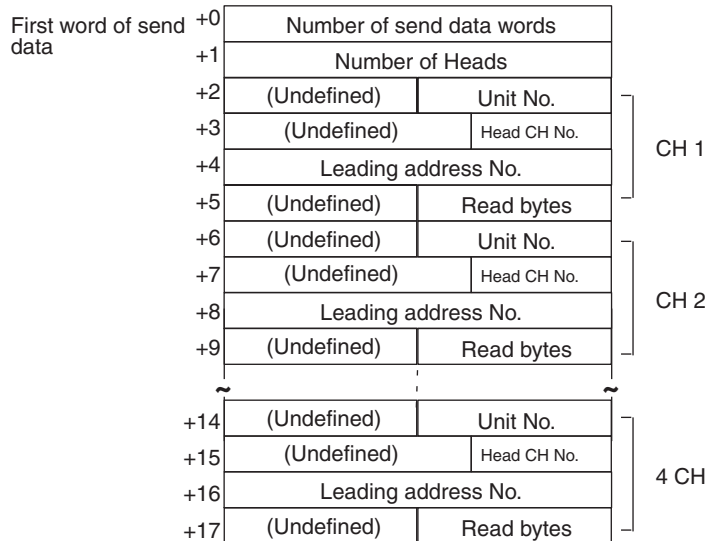 First word of send
data
+0 Number of send data words
+1 Number of Heads
+2 (Undefined) Unit No.
+3 (Undefined) Head CH No.
+4 Leading address No.
+5 (Undefined) Read bytes
CH 1
+6 (Undefined) Unit No.
+7 (Undefined) Head CH No.
+8 Leading address No.
+9 (Undefined) Read bytes
CH 2
~ ~
+14 (Undefined) Unit No.
+15 (Undefined) Head CH No.
+16 Leading address No.
+17 (Undefined) Read bytes
4 CH